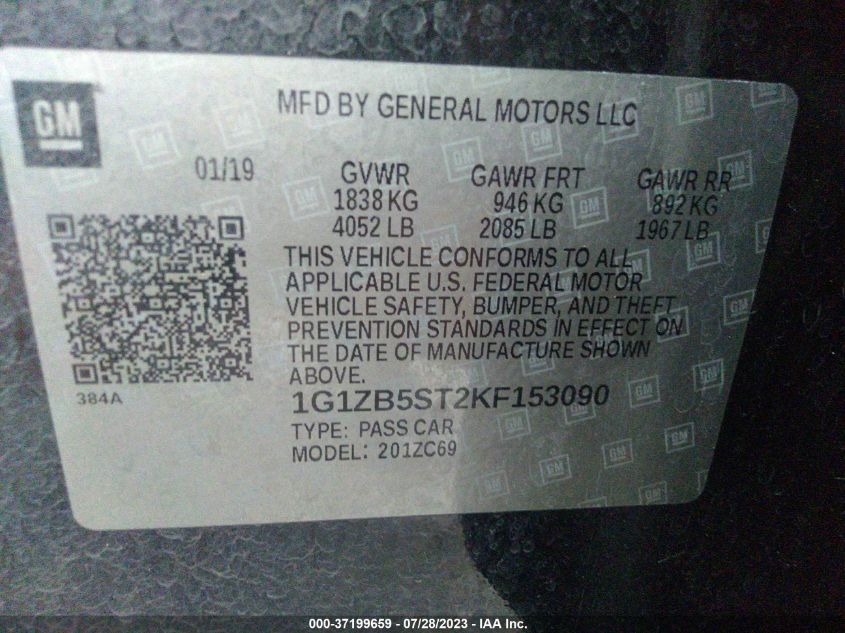 GM
MFD BY GENERAL MOTORS LLC
01/19 GVWR GAWR FRT GAWR RR
1838 KG 946 KG 892 KG
4052 LB 2085 LB 1967 LB
THIS VEHICLE CONFORMS TO ALL
APPLICABLE U.S. FEDERAL MOTOR
VEHICLE SAFETY, BUMPER, AND THEFT
PREVENTION STANDARDS IN EFFECT ON
THE DATE OF MANUFACTURE SHOWN
ABOVE.
384A
1G1ZB5ST2KF153090
TYPE: PASS CAR
MODEL: 201ZC69
000-37199659 - 07/28/2023 - IAA Inc.